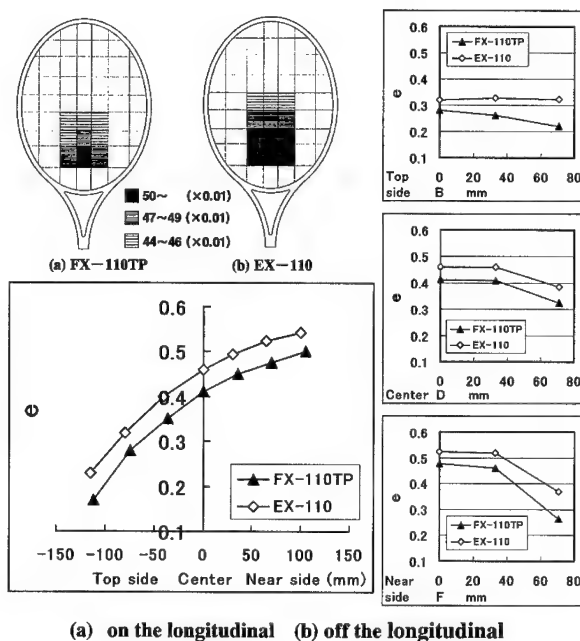 50～ (×0.01)
47～49 (×0.01)
44～46 (×0.01)
(a) FX－110TP
(b) EX－110
0.6
0.5
0.4
0.3
0.2
0.1
e
FX-110TP
EX-110
-150 -100 -50 0 50 100 150
Top side Center Near side (mm)
0.6
0.5
0.4
0.3
0.2
0.1
e
FX-110TP
EX-110
0 20 40 60 80
Top side B mm
0.6
0.5
0.4
0.3
0.2
0.1
e
FX-110TP
EX-110
0 20 40 60 80
Center D mm
0.6
0.5
0.4
0.3
0.2
0.1
e
FX-110TP
EX-110
0 20 40 60 80
Near side F mm
(a) on the longitudinal (b) off the longitudinal